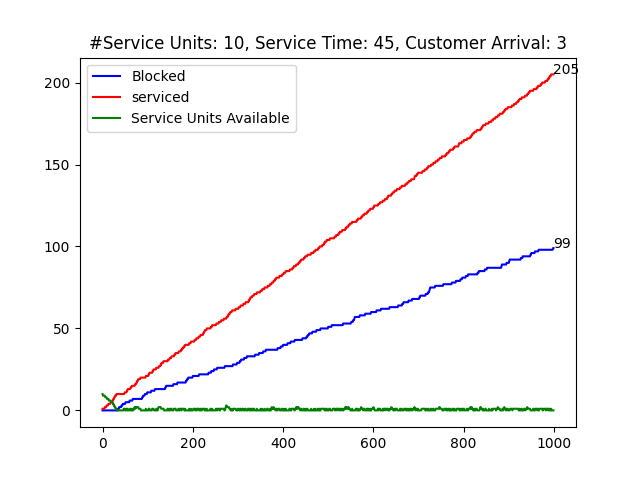 #Service Units: 10, Service Time: 45, Customer Arrival: 3
Blocked
serviced
Service Units Available
205
99
200
150
100
50
0
0 200 400 600 800 1000